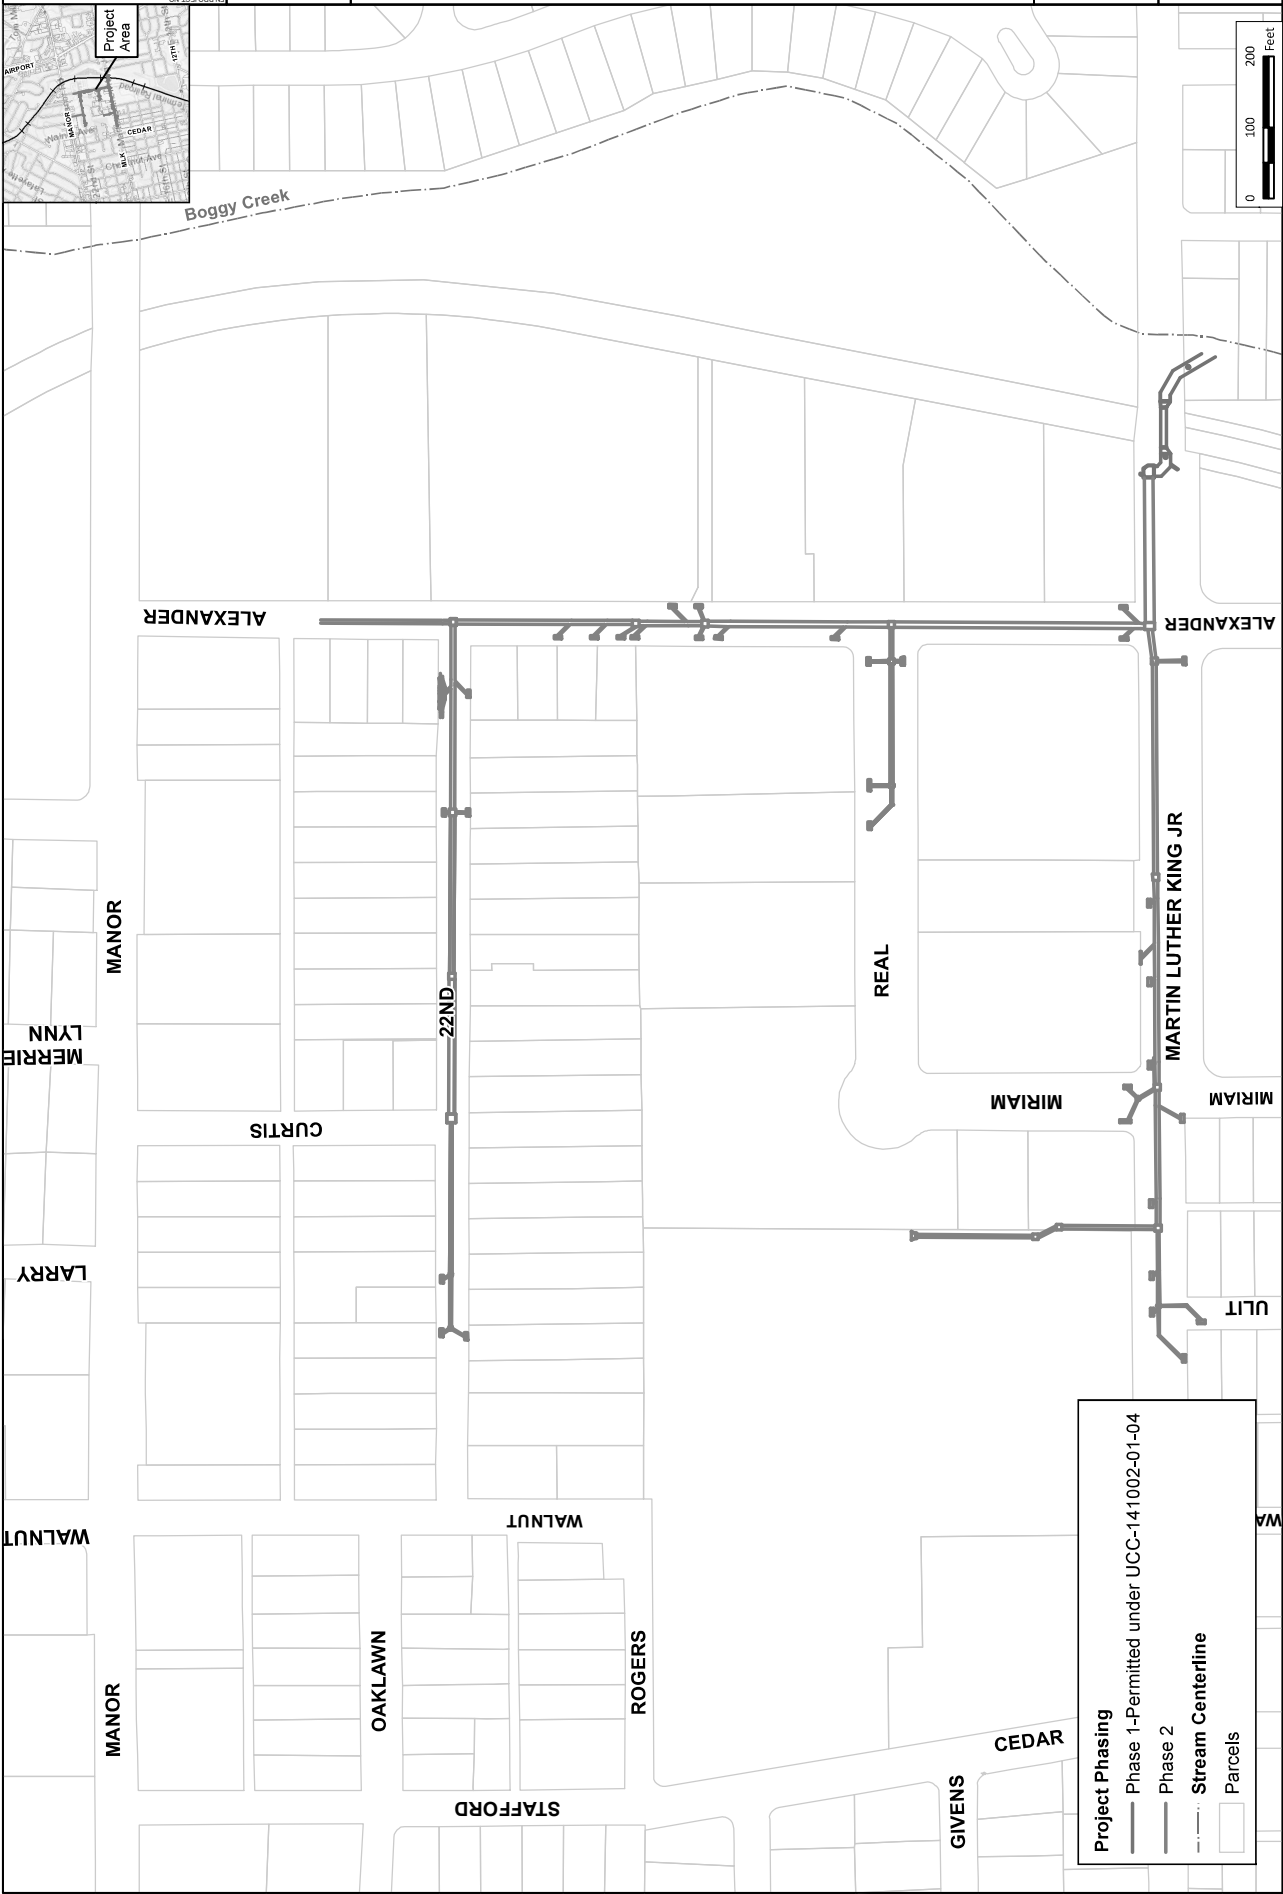 Project
Area
AIRPORT
MANOR
CEDAR
MLK
12TH
Boggy Creek
0 100 200
Feet
ALEXANDER
ALEXANDER
MANOR
MERRIE
LYNN
22ND
REAL
MARTIN LUTHER KING JR
CURTIS
MIRIAM
MIRIAM
LARRY
ULIT
WALNUT
WALNUT
WA
MANOR
OAKLAWN
ROGERS
STAFFORD
CEDAR
GIVENS
Project Phasing
Phase 1-Permitted under UCC-141002-01-04
Phase 2
Stream Centerline
Parcels